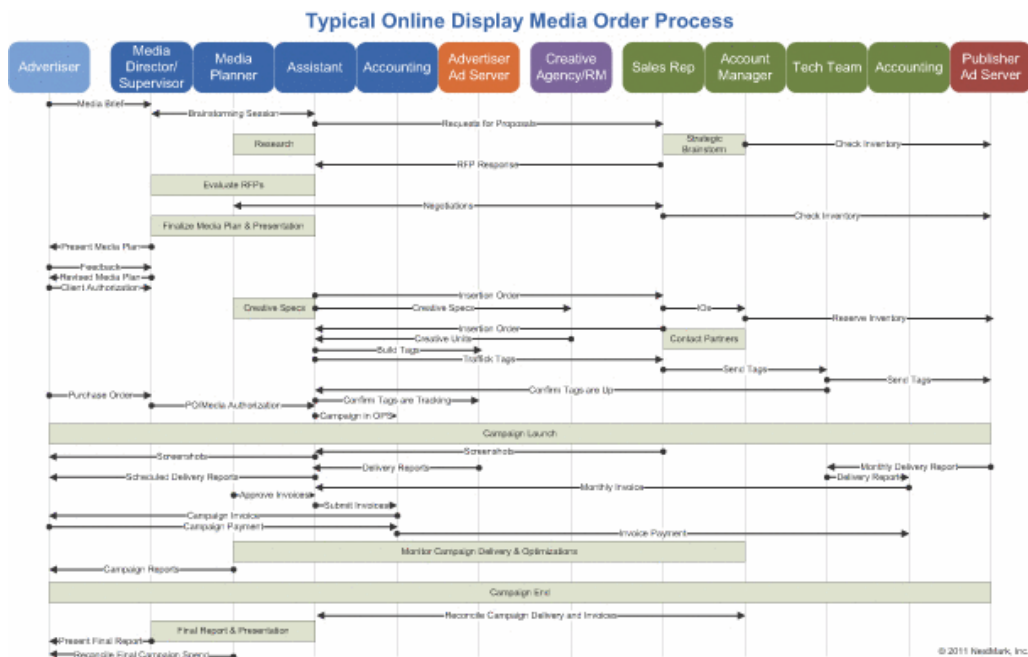 Typical Online Display Media Order Process
Advertiser
Media
Director/
Supervisor
Media
Planner
Assistant
Accounting
Advertiser
Ad Server
Creative
Agency/RM
Sales Rep
Account
Manager
Tech Team
Accounting
Publisher
Ad Server
Media Brief
Brainstorming Session
Requests for Proposals
Research
Strategic
Brainstorm
Check Inventory
RFP Response
Evaluate RFPs
Negotiations
Finalize Media Plan & Presentation
Check Inventory
Present Media Plan
Feedback
Revised Media Plan
Client Authorization
Insertion Order
Creative Specs
Creative Specs
IOs
Reserve Inventory
Insertion Order
Creative Units
Contact Partners
Build Tags
Traffick Tags
Send Tags
Send Tags
Confirm Tags are Up
Purchase Order
PO/Media Authorization
Confirm Tags are Tracking
Campaign in OPS
Campaign Launch
Screenshots
Screenshots
Delivery Reports
Monthly Delivery Report
Scheduled Delivery Reports
Delivery Report
Monthly Invoice
Approve Invoices
Submit Invoices
Campaign Invoice
Campaign Payment
Invoice Payment
Monitor Campaign Delivery & Optimizations
Campaign Reports
Campaign End
Reconcile Campaign Delivery and Invoices
Final Report & Presentation
Present Final Report
Reconcile Final Campaign Spend
© 2011 NextMark, Inc.